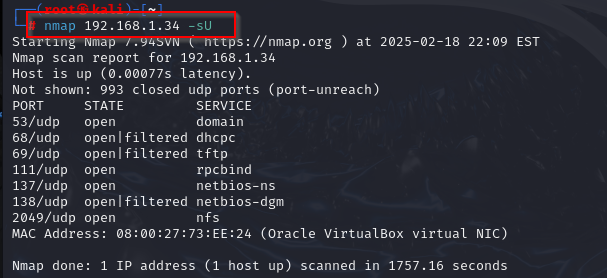 ┌──(root㉿kali)-[~]
└─# nmap 192.168.1.34 -sU
Starting Nmap 7.94SVN ( https://nmap.org ) at 2025-02-18 22:09 EST
Nmap scan report for 192.168.1.34
Host is up (0.00077s latency).
Not shown: 993 closed udp ports (port-unreach)
PORT     STATE         SERVICE
53/udp   open          domain
68/udp   open|filtered dhcpc
69/udp   open|filtered tftp
111/udp  open          rpcbind
137/udp  open          netbios-ns
138/udp  open|filtered netbios-dgm
2049/udp open          nfs
MAC Address: 08:00:27:73:EE:24 (Oracle VirtualBox virtual NIC)
Nmap done: 1 IP address (1 host up) scanned in 1757.16 seconds